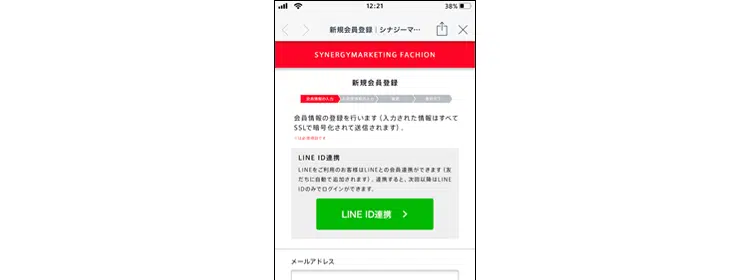 12:21
38%
新規会員登録｜シナジーマ…
SYNERGYMARKETING FACHION
新規会員登録
会員情報の入力
会員情報の登録を行います（入力された情報はすべて
SSLで暗号化されて送信されます）。
LINE ID連携
LINEをご利用のお客様はLINEとの会員連携ができます（友
だちに自動で追加されます）。連携すると、次回以降はLINE
IDのみでログインができます。
LINE ID連携
メールアドレス